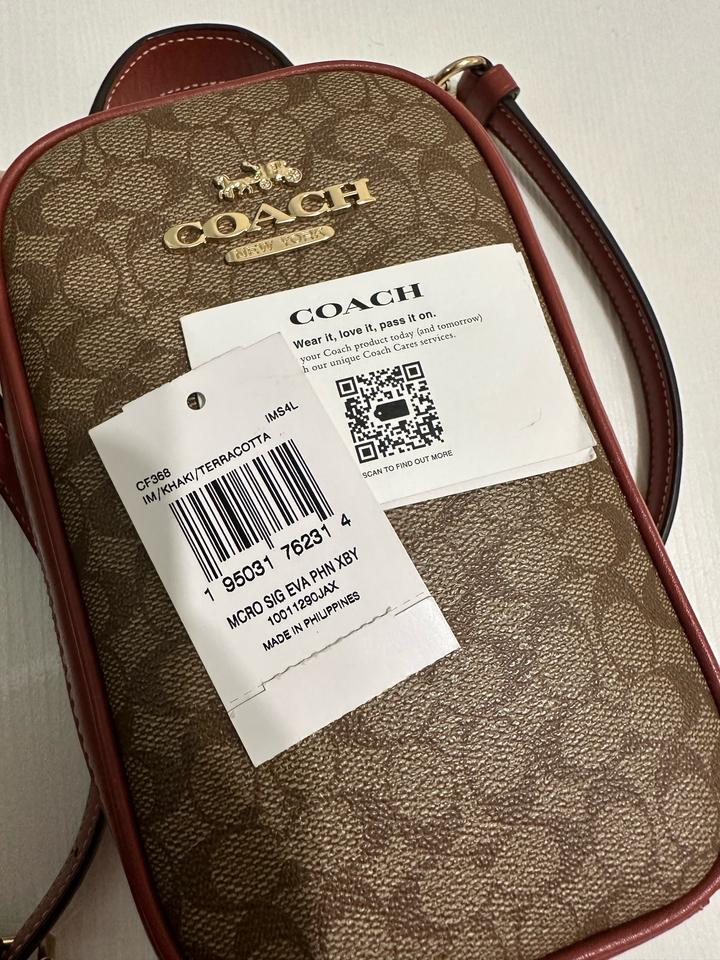 COACH
NEW YORK
COACH
Wear it, love it, pass it on.
your Coach product today (and tomorrow)
h our unique Coach Cares services.
SCAN TO FIND OUT MORE
CF368 IMS4L
IM/KHAKI/TERRACOTTA
1 95031 76231 4
MCRO SIG EVA PHN XBY
10011290JAX
MADE IN PHILIPPINES